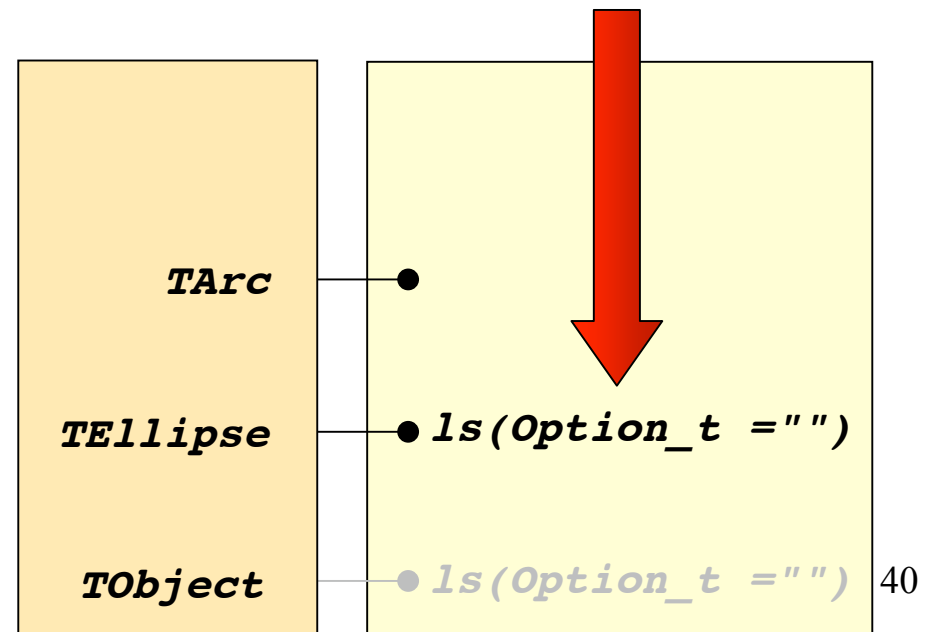 TArc
TEllipse ls(Option_t ="")
TObject ls(Option_t ="") 40